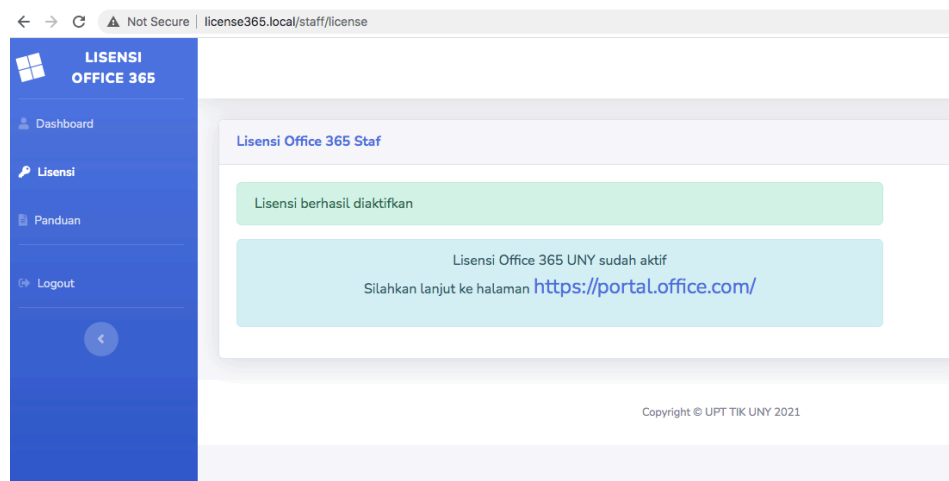 Not Secure | license365.local/staff/license
LISENSI
OFFICE 365
Dashboard
Lisensi
Panduan
Logout
Lisensi Office 365 Staf
Lisensi berhasil diaktifkan
Lisensi Office 365 UNY sudah aktif
Silahkan lanjut ke halaman https://portal.office.com/
Copyright © UPT TIK UNY 2021